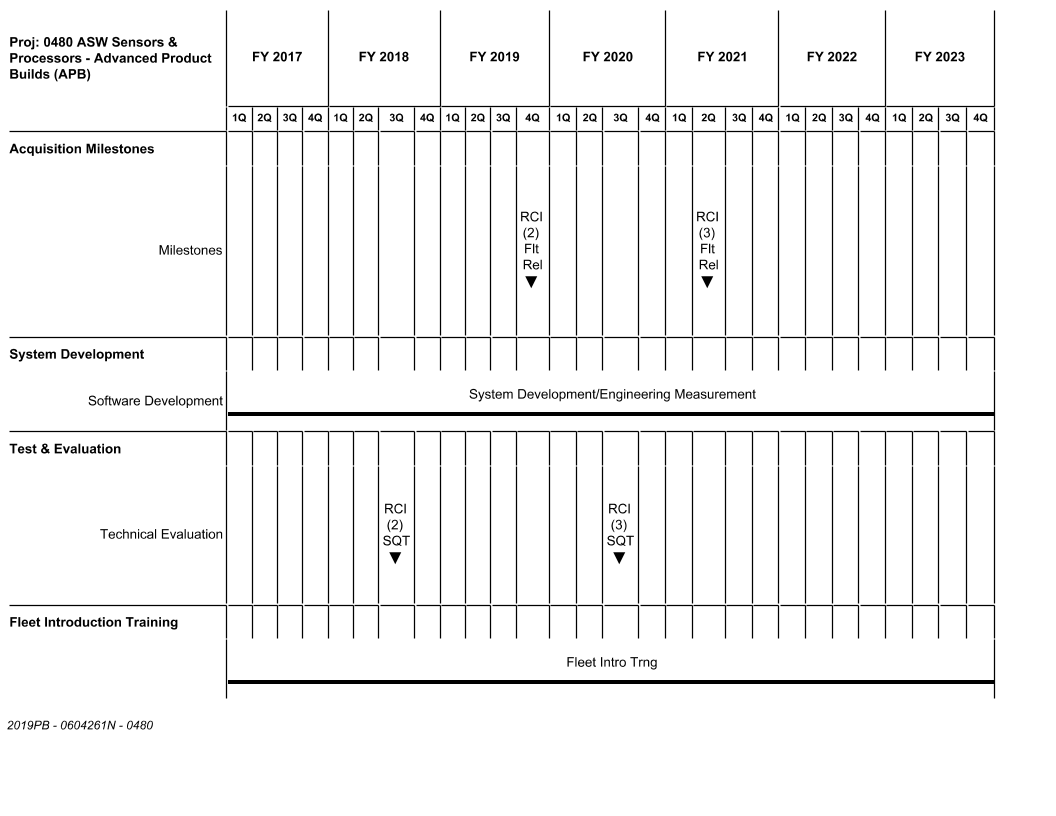 Proj: 0480 ASW Sensors &
Processors - Advanced Product
Builds (APB)
FY 2017 FY 2018 FY 2019 FY 2020 FY 2021 FY 2022 FY 2023
1Q 2Q 3Q 4Q 1Q 2Q 3Q 4Q 1Q 2Q 3Q 4Q 1Q 2Q 3Q 4Q 1Q 2Q 3Q 4Q 1Q 2Q 3Q 4Q 1Q 2Q 3Q 4Q
Acquisition Milestones
Milestones
RCI
(2)
Flt
Rel
RCI
(3)
Flt
Rel
System Development
Software Development
System Development/Engineering Measurement
Test & Evaluation
Technical Evaluation
RCI
(2)
SQT
RCI
(3)
SQT
Fleet Introduction Training
Fleet Intro Trng
2019PB - 0604261N - 0480